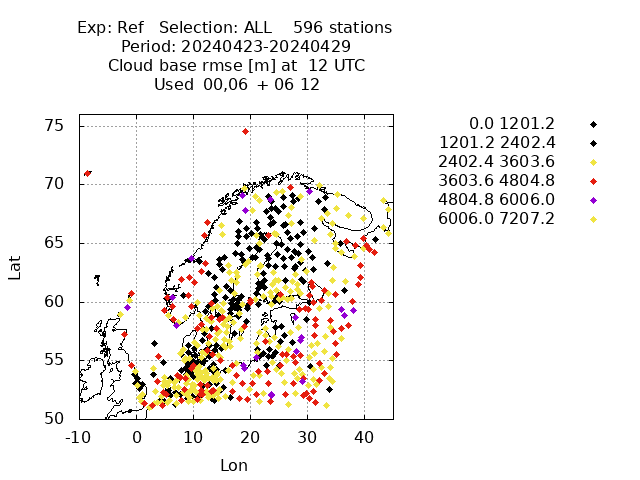 Exp: Ref   Selection: ALL    596 stations
Period: 20240423-20240429
Cloud base rmse [m] at  12 UTC
Used  00,06  + 06 12
0.0 1201.2
1201.2 2402.4
2402.4 3603.6
3603.6 4804.8
4804.8 6006.0
6006.0 7207.2
75
70
65
60
55
50
Lat
-10 0 10 20 30 40
Lon